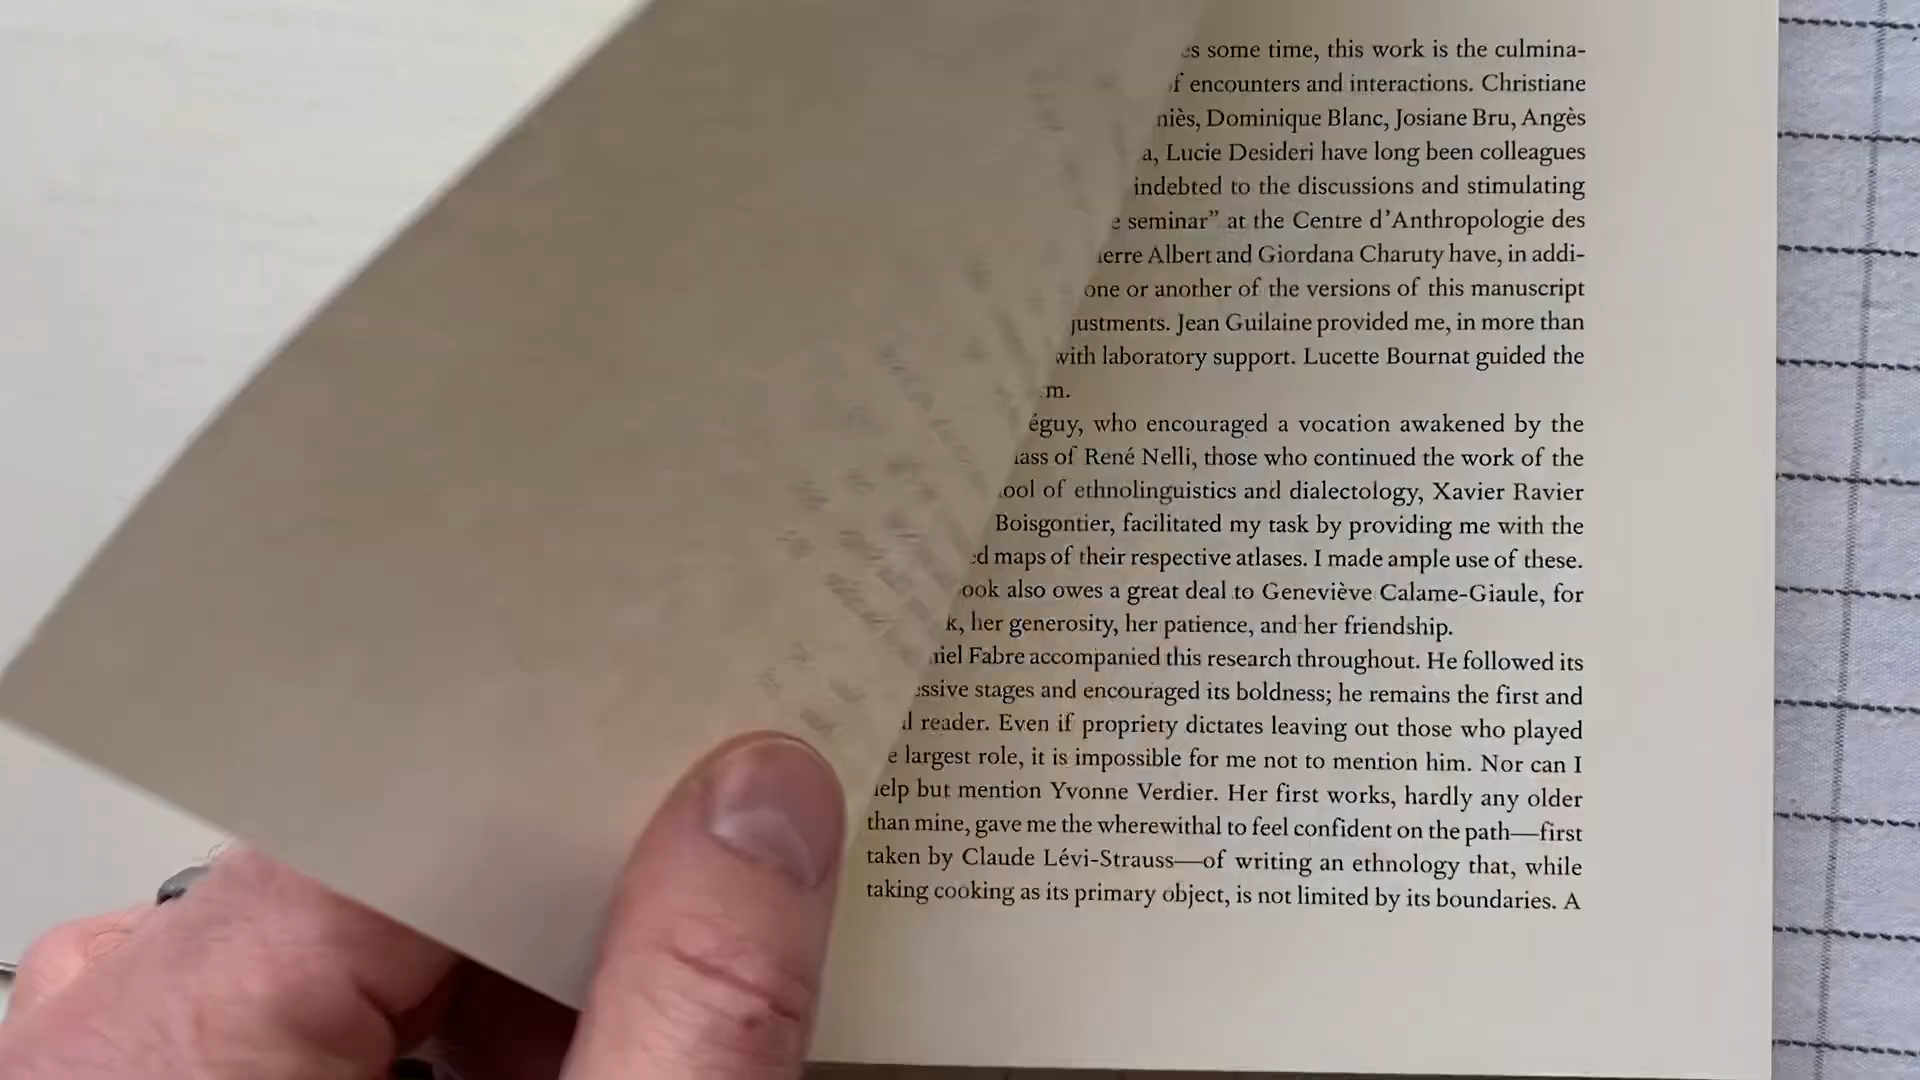 some time, this work is the culmina-
encounters and interactions. Christiane
Dominique Blanc, Josiane Bru, Angès
Lucie Desideri have long been colleagues
indebted to the discussions and stimulating
seminar” at the Centre d’Anthropologie des
Albert and Giordana Charuty have, in addi-
one or another of the versions of this manuscript
Jean Guilaine provided me, in more than
with laboratory support. Lucette Bournat guided the
m.
éguy, who encouraged a vocation awakened by the
of René Nelli, those who continued the work of the
ool of ethnolinguistics and dialectology, Xavier Ravier
Boisgontier, facilitated my task by providing me with the
maps of their respective atlases. I made ample use of these.
ook also owes a great deal to Geneviève Calame-Giaule, for
k, her generosity, her patience, and her friendship.
Fabre accompanied this research throughout. He followed its
stages and encouraged its boldness; he remains the first and
reader. Even if propriety dictates leaving out those who played
largest role, it is impossible for me not to mention him. Nor can I
help but mention Yvonne Verdier. Her first works, hardly any older
than mine, gave me the wherewithal to feel confident on the path—first
taken by Claude Lévi-Strauss—of writing an ethnology that, while
taking cooking as its primary object, is not limited by its boundaries. A